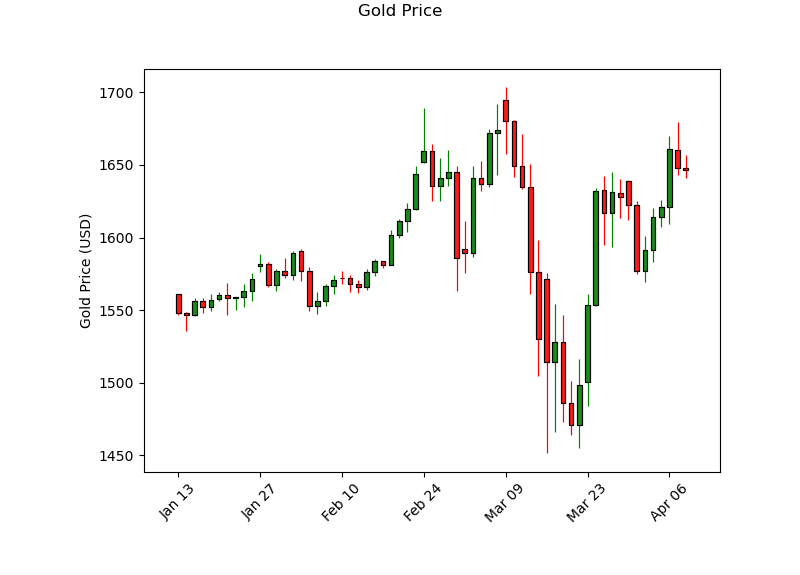 Gold Price
Gold Price (USD)
1700
1650
1600
1550
1500
1450
Jan 13
Jan 27
Feb 10
Feb 24
Mar 09
Mar 23
Apr 06